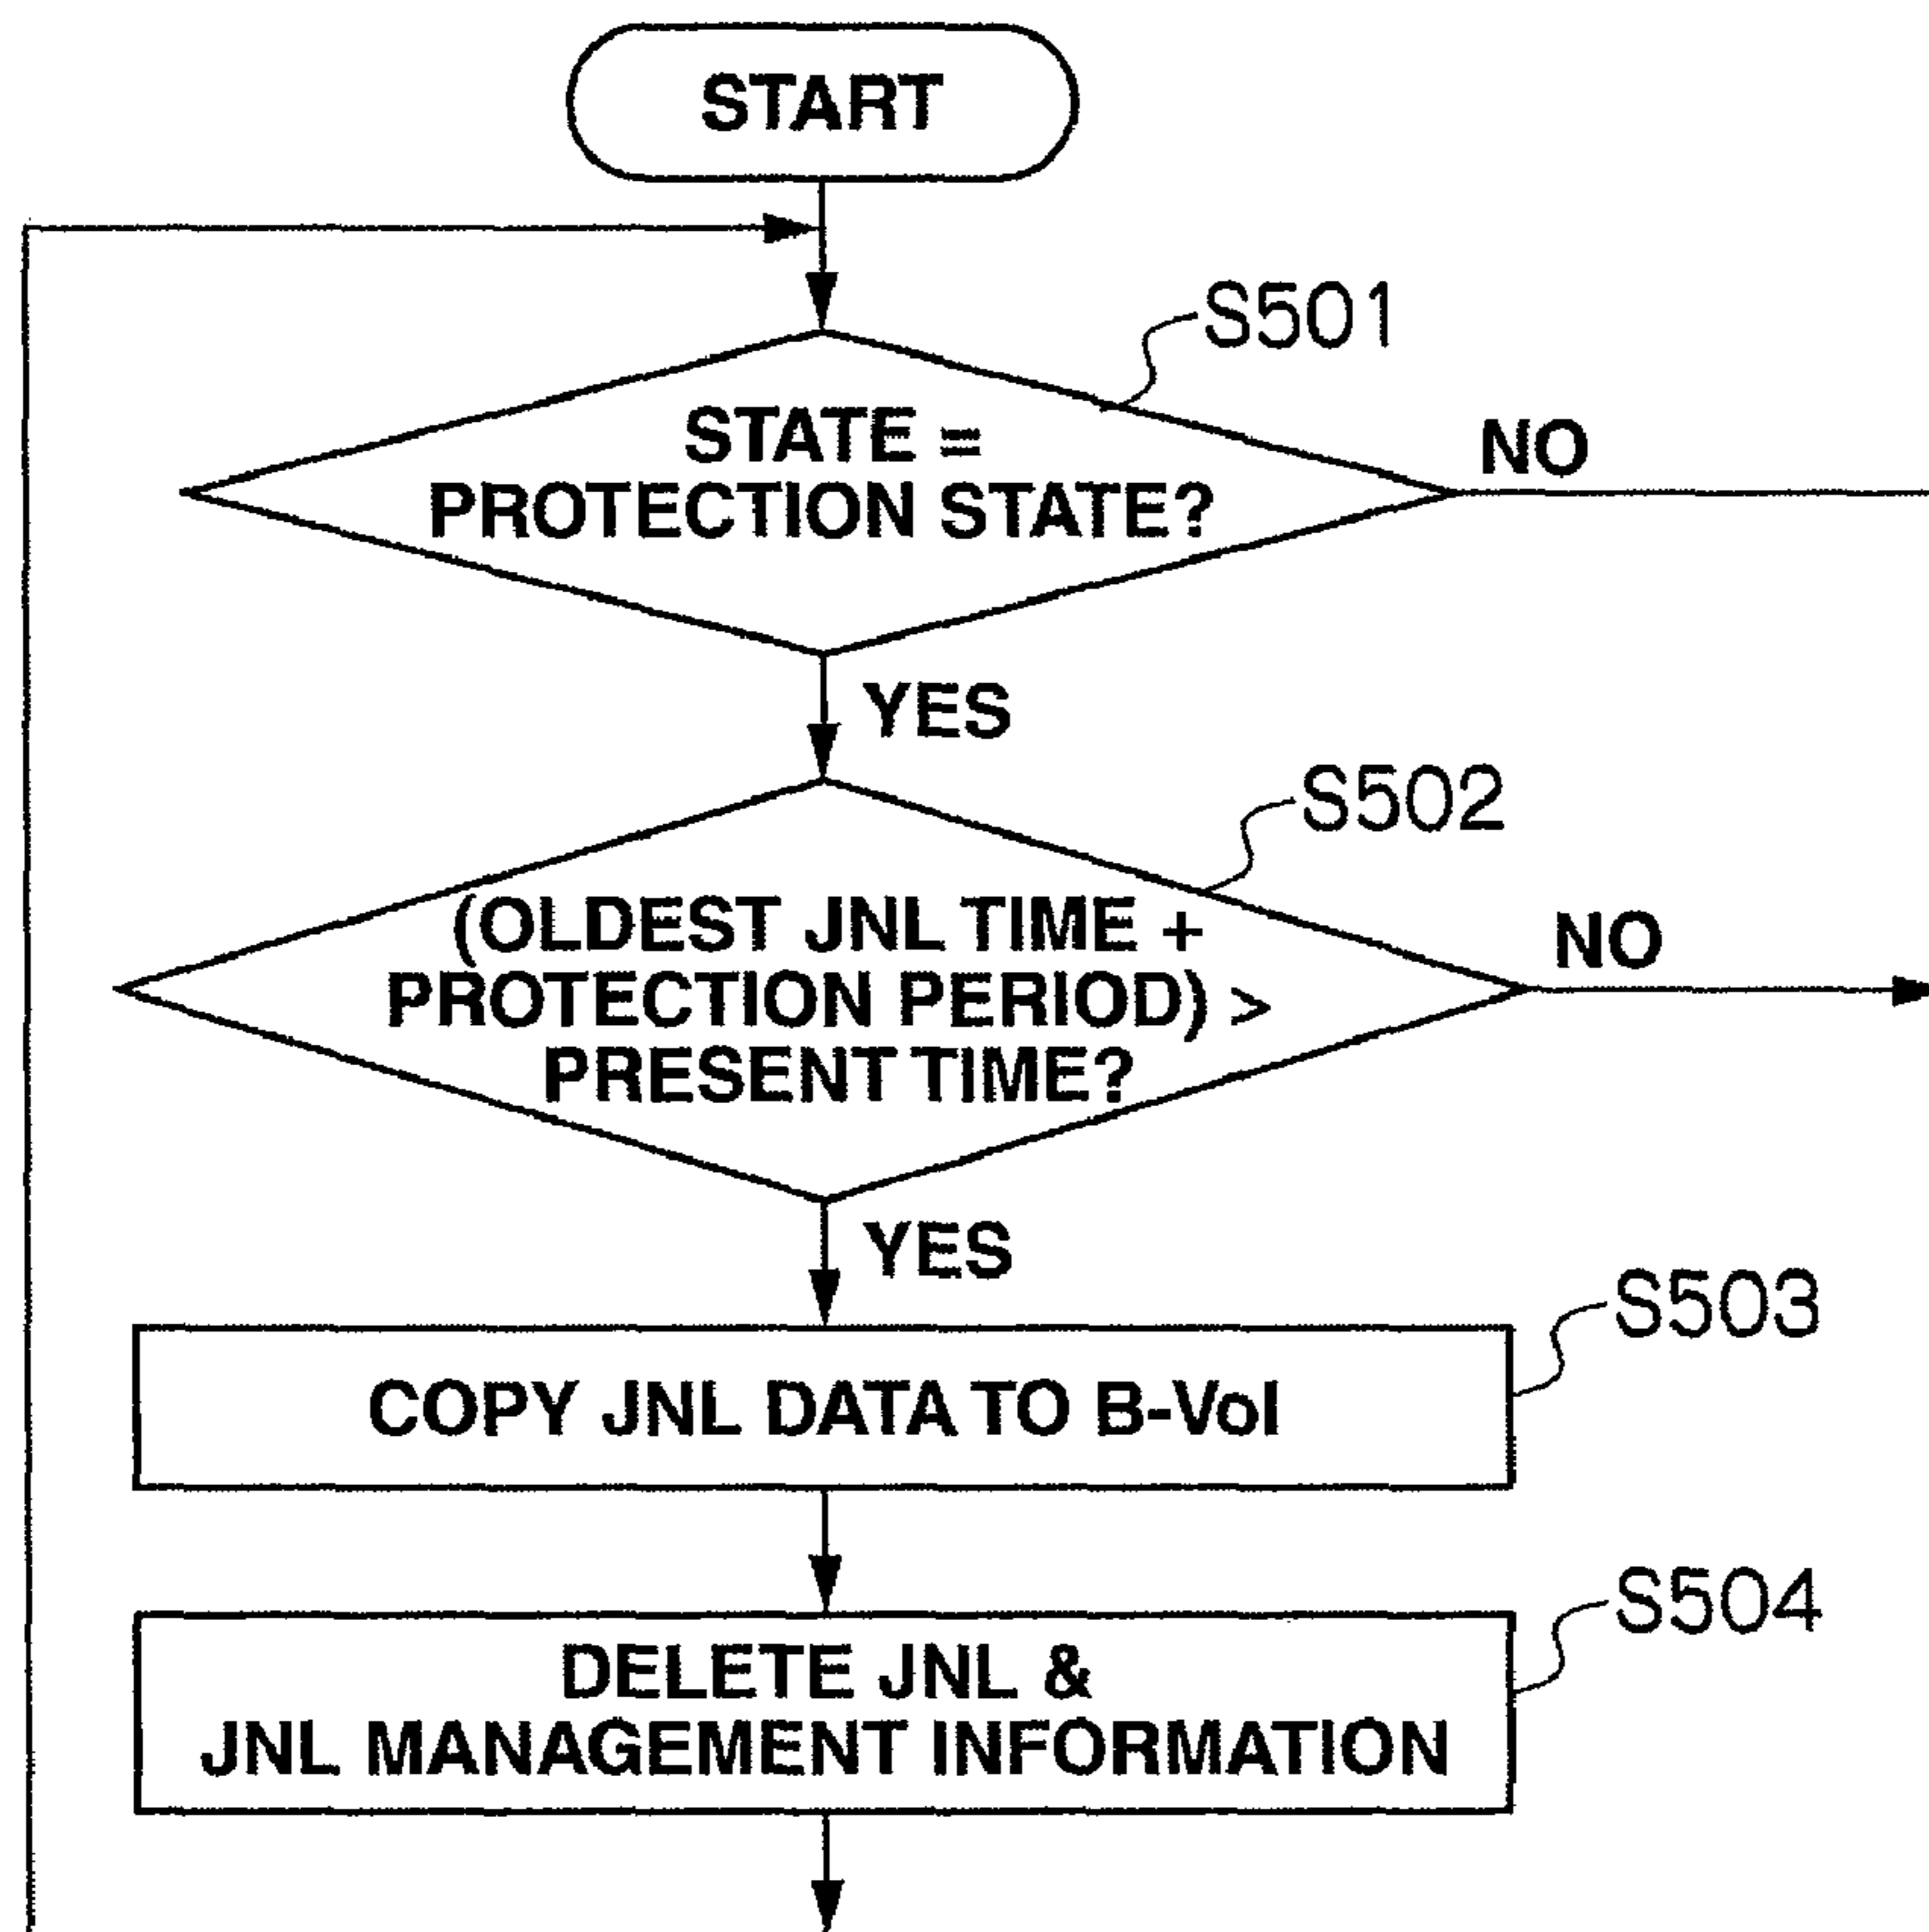 START
S501
STATE =
PROTECTION STATE?
NO
YES
S502
(OLDEST JNL TIME +
PROTECTION PERIOD) >
PRESENT TIME?
NO
YES
S503
COPY JNL DATA TO B-Vol
S504
DELETE JNL &
JNL MANAGEMENT INFORMATION